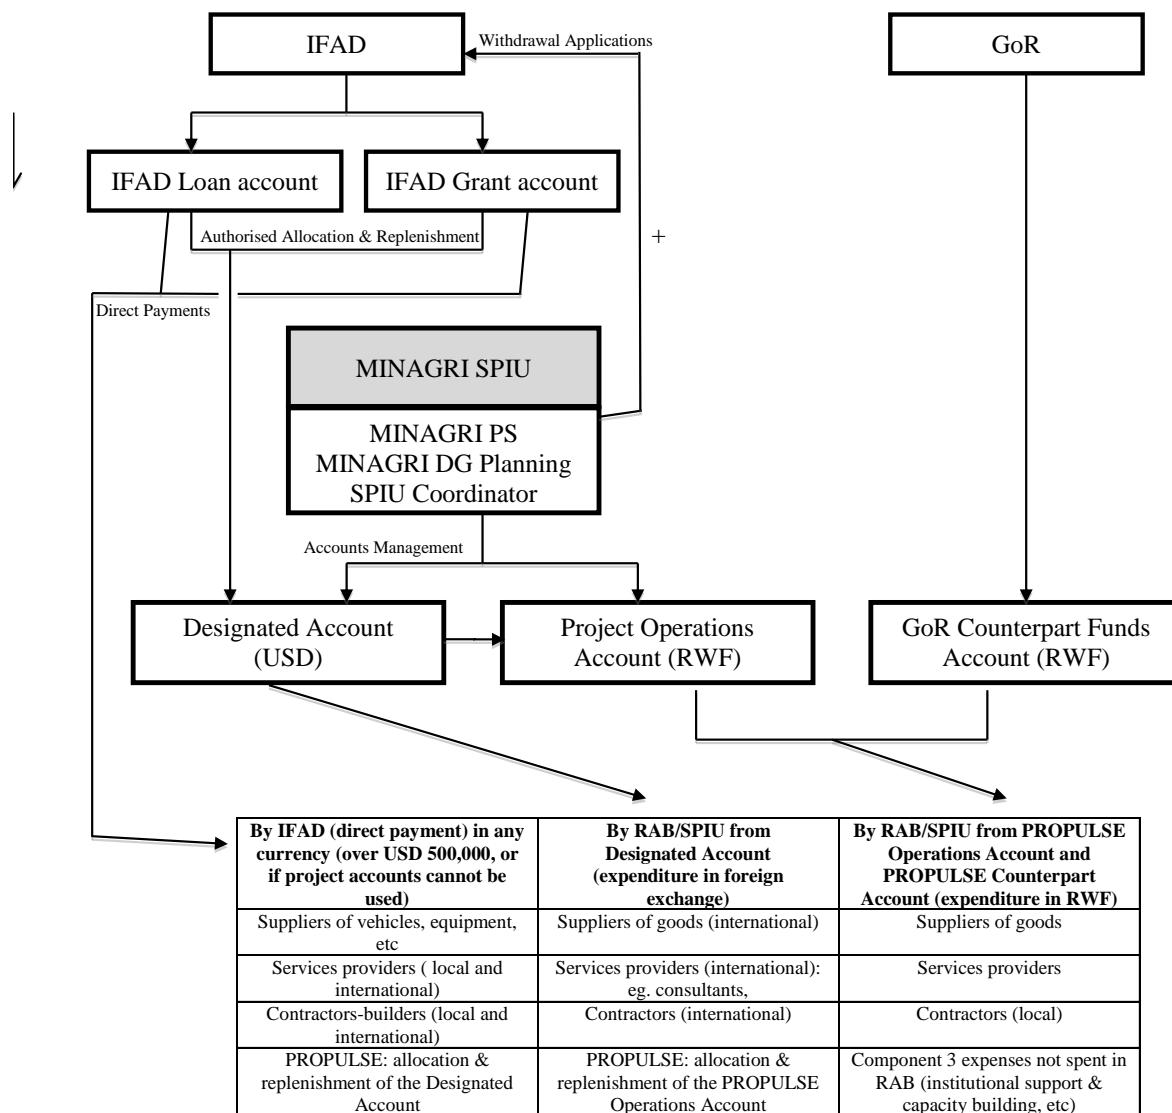 IFAD
Withdrawal Applications
GoR
IFAD Loan account
IFAD Grant account
Authorised Allocation & Replenishment
+
Direct Payments
MINAGRI SPIU
MINAGRI PS
MINAGRI DG Planning
SPIU Coordinator
Accounts Management
Designated Account
(USD)
Project Operations
Account (RWF)
GoR Counterpart Funds
Account (RWF)
By IFAD (direct payment) in any
currency (over USD 500,000, or
if project accounts cannot be
used)
By RAB/SPIU from
Designated Account
(expenditure in foreign
exchange)
By RAB/SPIU from PROPULSE
Operations Account and
PROPULSE Counterpart
Account (expenditure in RWF)
Suppliers of vehicles, equipment,
etc
Suppliers of goods (international)
Suppliers of goods
Services providers ( local and
international)
Services providers (international):
eg. consultants,
Services providers
Contractors-builders (local and
international)
Contractors (international)
Contractors (local)
PROPULSE: allocation &
replenishment of the Designated
Account
PROPULSE: allocation &
replenishment of the PROPULSE
Operations Account
Component 3 expenses not spent in
RAB (institutional support &
capacity building, etc)